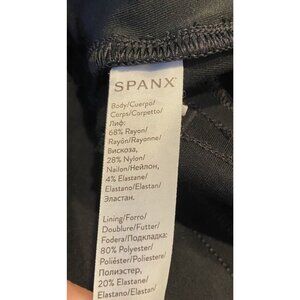 SPANX
Body/Cuerpo/
Corps/Corpetto/
Лиф:
68% Rayon/
Rayón/Rayonne/
Вискоза,
28% Nylon/
Nailon/Нейлон,
4% Elastane/
Elastano/Elastan/
Эластан.
Lining/Forro/
Doublure/Futter/
Fodera/Подкладка:
80% Polyester/
Poliéster/Poliestere/
Полиэстер,
20% Elastane/
Elastano/Elastan/